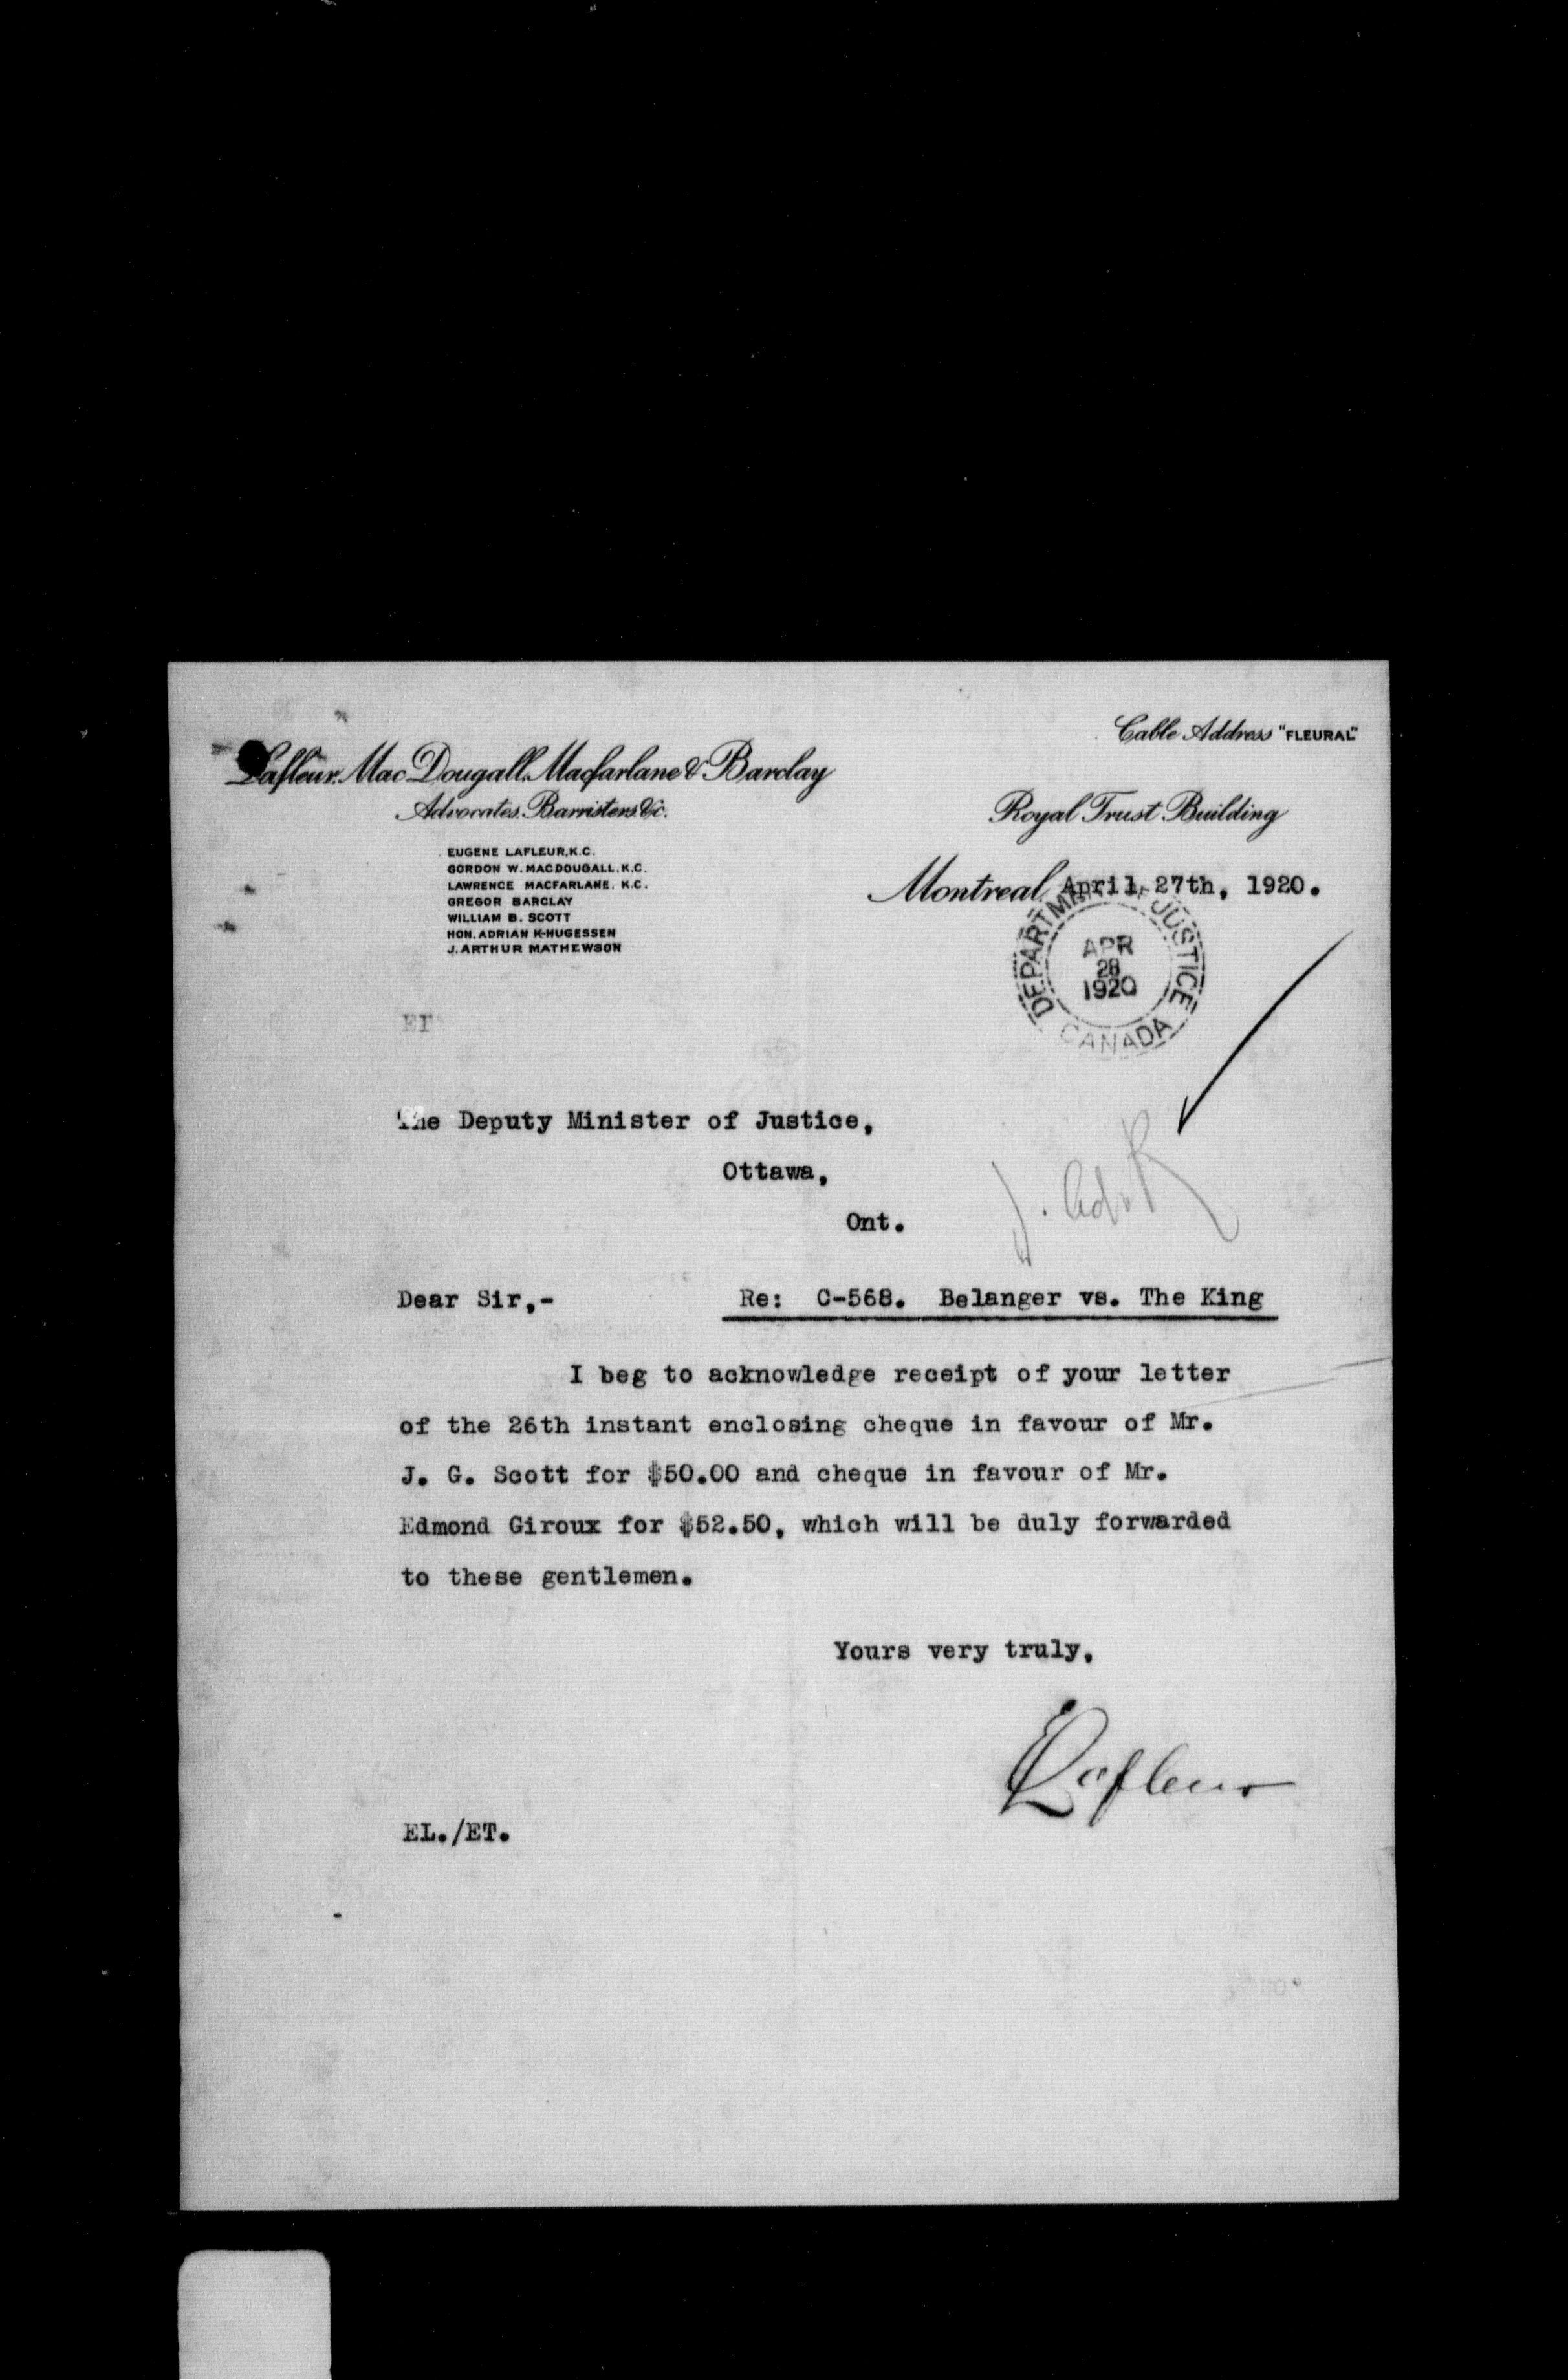 Cable Address "FLEURAL"
Lafleur, MacDougall, Macfarlane & Barclay
Advocates, Barristers &c.
Royal Trust Building
EUGENE LAFLEUR, K.C.
GORDON W. MACDOUGALL, K.C.
LAWRENCE MACFARLANE, K.C.
GREGOR BARCLAY
WILLIAM B. SCOTT
HON. ADRIAN K-HUGESSEN
J. ARTHUR MATHEWSON
Montreal, April 27th, 1920.
DEPARTMENT OF JUSTICE
APR
28
1920
CANADA
ET
The Deputy Minister of Justice,
Ottawa,
Ont.
Dear Sir,- Re: C-568. Belanger vs. The King
I beg to acknowledge receipt of your letter
of the 26th instant enclosing cheque in favour of Mr.
J. G. Scott for $50.00 and cheque in favour of Mr.
Edmond Giroux for $52.50, which will be duly forwarded
to these gentlemen.
Yours very truly,
E Lafleur
EL./ET.